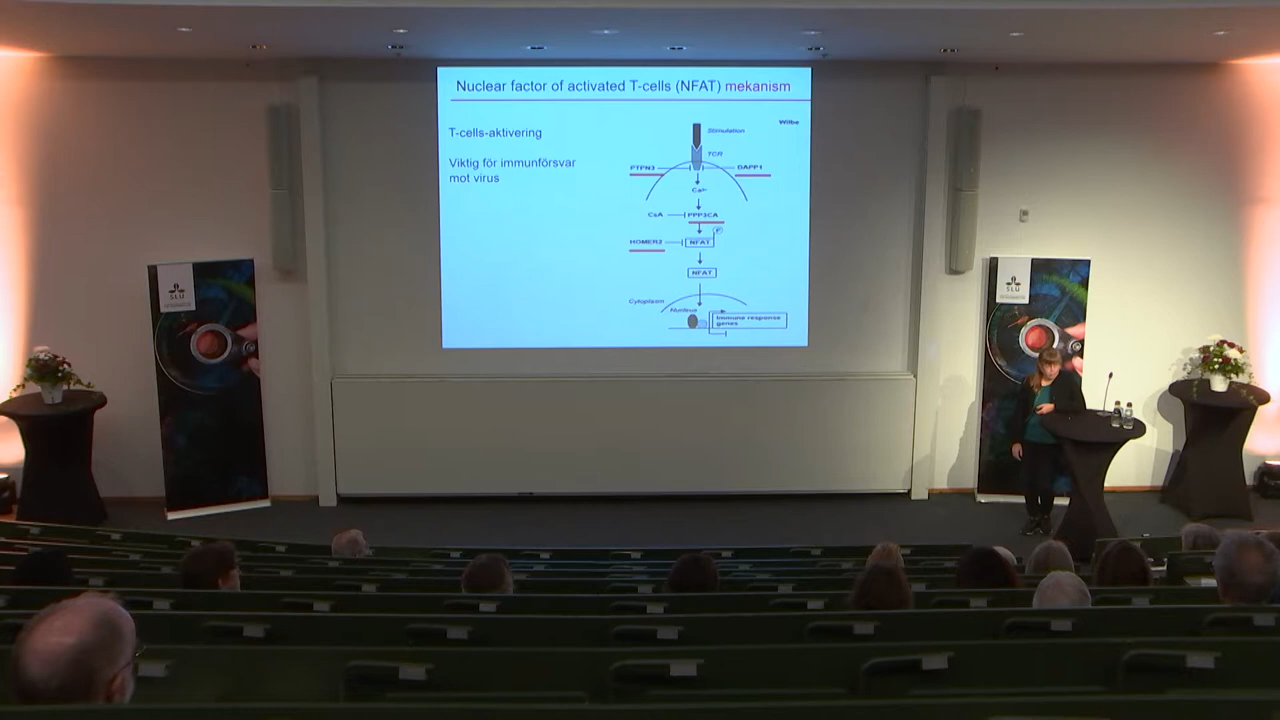 Nuclear factor of activated T-cells (NFAT) mekanism
T-cells-aktivering
Viktig för immunförsvar
mot virus
Wilbe
Stimulation
TCR
PTPN3
DAPP1
Ca²⁺
CsA
PPP3CA
P
HOMER2
NFAT
NFAT
Cytoplasm
Nucleus
Immune response
genes
SLU
SLU